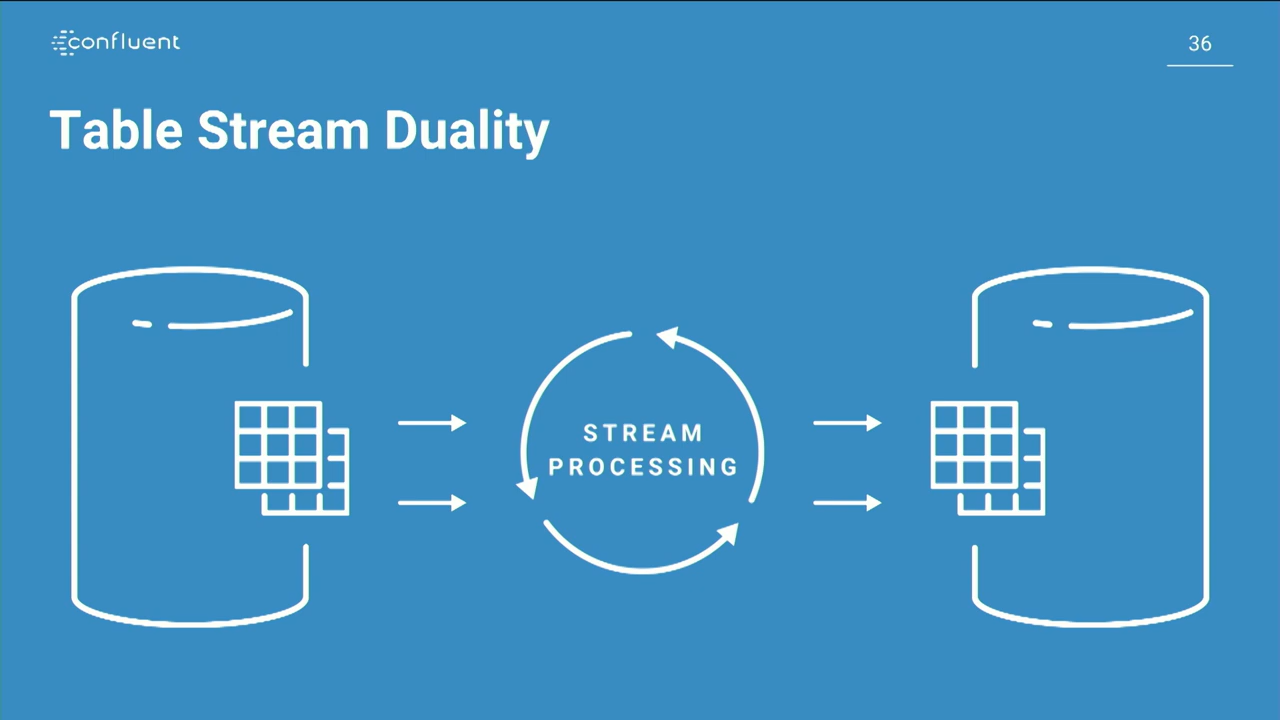 confluent
36
Table Stream Duality
STREAM
PROCESSING